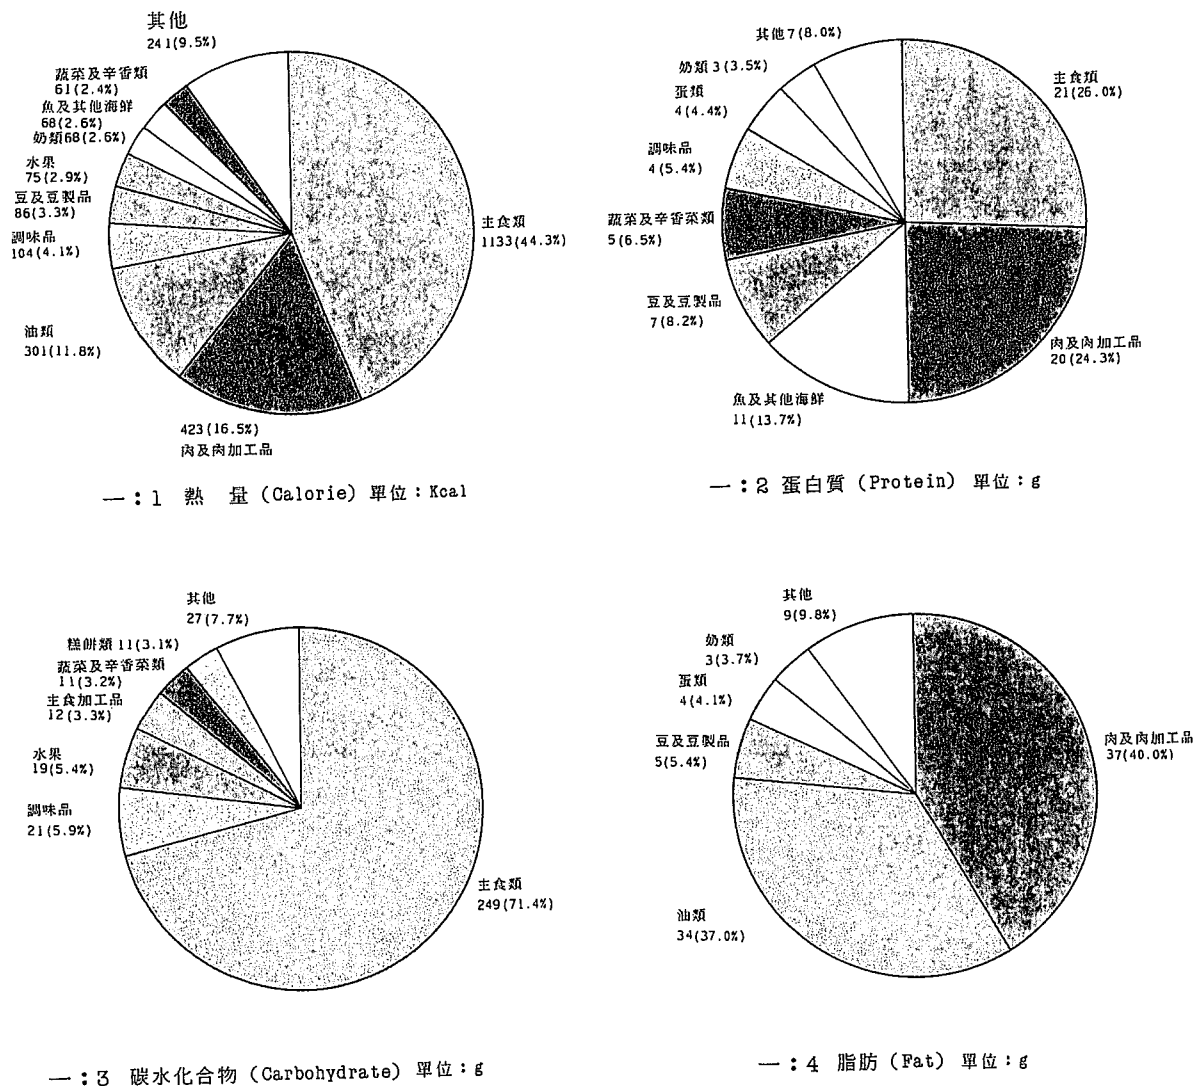 其他
241(9.5%)
蔬菜及辛香類
61(2.4%)
魚及其他海鮮
68(2.6%)
奶類68(2.6%)
水果
75(2.9%)
豆及豆製品
86(3.3%)
調味品
104(4.1%)
油類
301(11.8%)
423(16.5%)
肉及肉加工品
主食類
1133(44.3%)
一:1 熱 量 (Calorie) 單位:Kcal
其他7(8.0%)
奶類3(3.5%)
蛋類
4(4.4%)
調味品
4(5.4%)
蔬菜及辛香菜類
5(6.5%)
豆及豆製品
7(8.2%)
魚及其他海鮮
11(13.7%)
主食類
21(26.0%)
肉及肉加工品
20(24.3%)
一:2 蛋白質 (Protein) 單位:g
其他
27(7.7%)
糕餅類 11(3.1%)
蔬菜及辛香菜類
11(3.2%)
主食加工品
12(3.3%)
水果
19(5.4%)
調味品
21(5.9%)
主食類
249(71.4%)
一:3 碳水化合物 (Carbohydrate) 單位:g
其他
9(9.8%)
奶類
3(3.7%)
蛋類
4(4.1%)
豆及豆製品
5(5.4%)
油類
34(37.0%)
肉及肉加工品
37(40.0%)
一:4 脂肪 (Fat) 單位:g